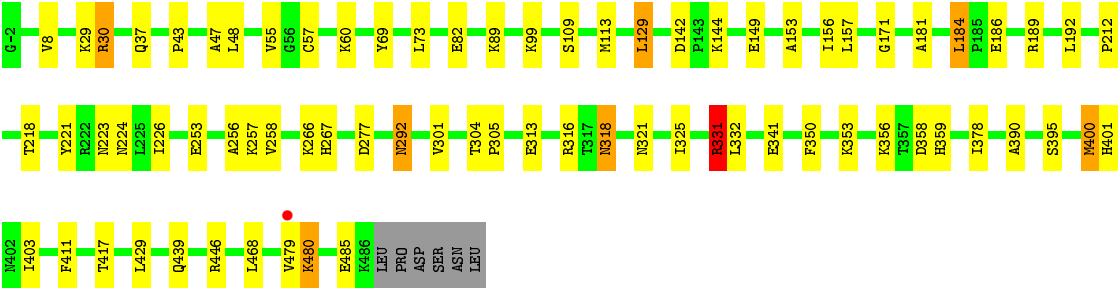 G-2 V8 K29 R30 Q37 P43 A47 L48 V55 G56 C57 K60 Y69 L73 E82 K89 K99 S109 M113 L129 D142 P143 K144 E149 A153 I156 L157 G171 A181 L184 P185 E186 R189 L192 P212
T218 Y221 R222 N223 N224 L225 I226 E253 A256 K257 V258 K266 H267 D277 N292 V301 T304 P305 E313 R316 T317 N318 N321 I325 R331 L332 E341 F350 K353 K356 T357 D358 H359 I378 A390 S395 M400 H401
N402 I403 F411 T417 L429 Q439 R446 L468 V479 K480 E485 K486 LEU PRO ASP SER ASN LEU